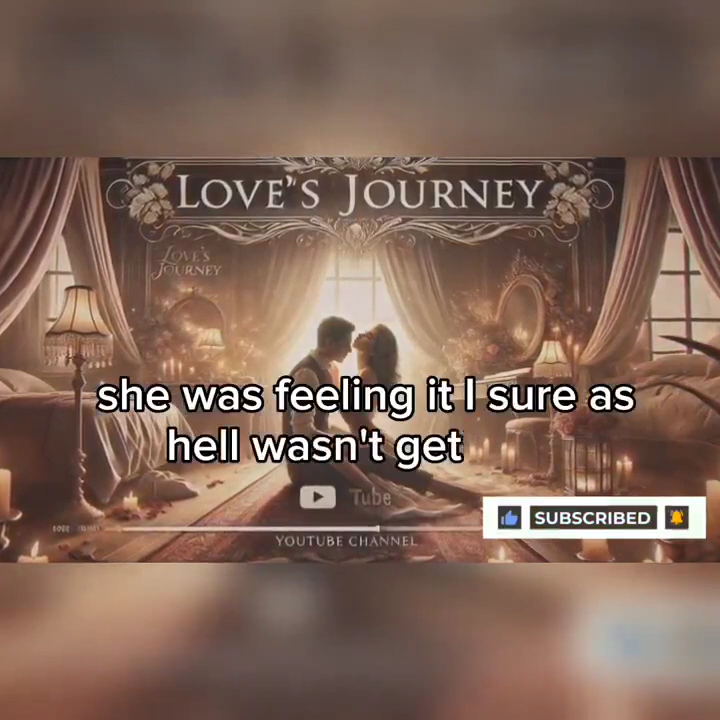 LOVE"S JOURNEY
LOVE'S
JOURNEY
she was feeling it I sure as
hell wasn't get
Tube
SUBSCRIBED
YOUTUBE CHANNEL